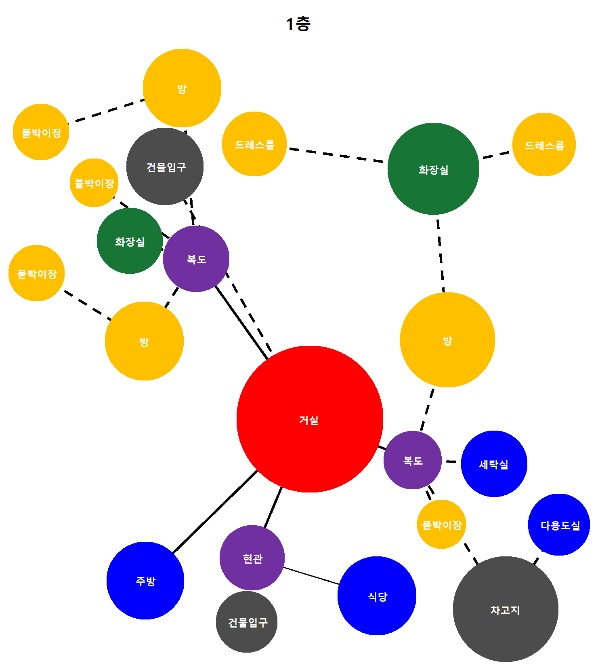 1층
방
붙박이장
건물입구
드레스룸
드레스룸
화장실
붙박이장
화장실
복도
붙박이장
방
방
거실
복도
세탁실
붙박이장
다용도실
현관
주방
식당
차고지
건물입구